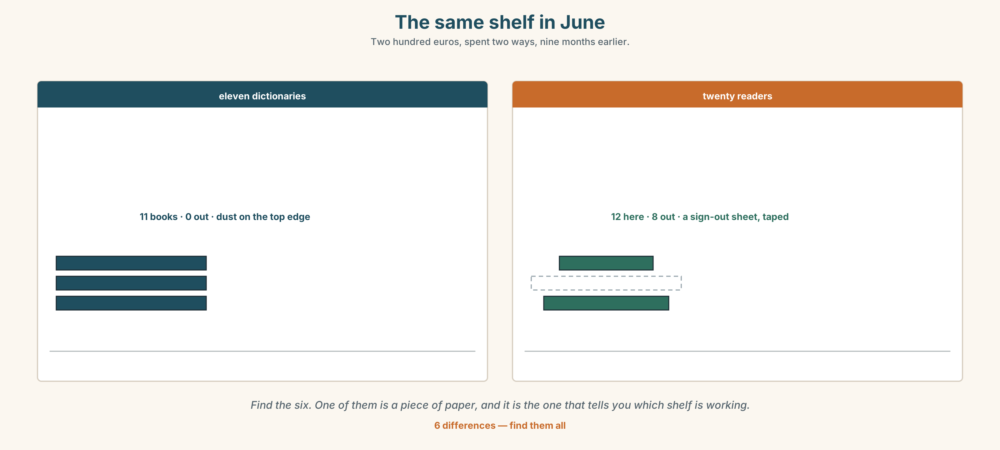 The same shelf in June
Two hundred euros, spent two ways, nine months earlier.
eleven dictionaries
11 books · 0 out · dust on the top edge
twenty readers
12 here · 8 out · a sign-out sheet, taped
Find the six. One of them is a piece of paper, and it is the one that tells you which shelf is working.
6 differences — find them all